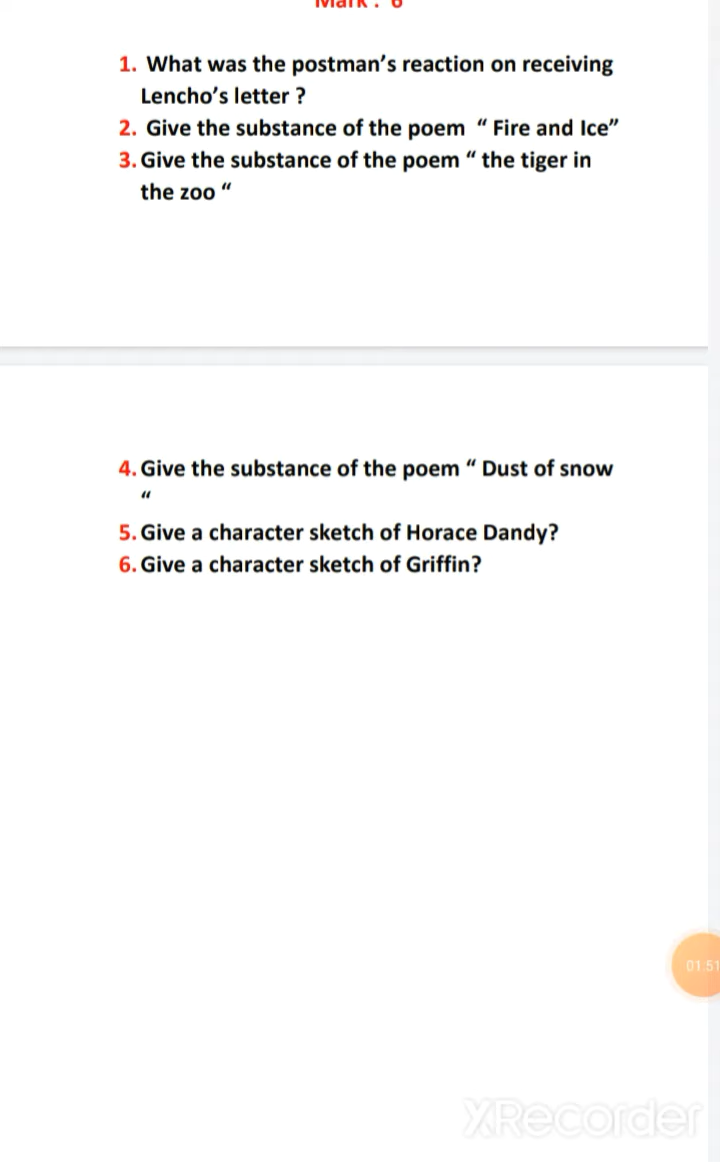 Mark : 6
1. What was the postman’s reaction on receiving
Lencho’s letter ?
2. Give the substance of the poem “ Fire and Ice”
3. Give the substance of the poem “ the tiger in
the zoo “
4. Give the substance of the poem “ Dust of snow
“
5. Give a character sketch of Horace Dandy?
6. Give a character sketch of Griffin?
01:51
XRecorder